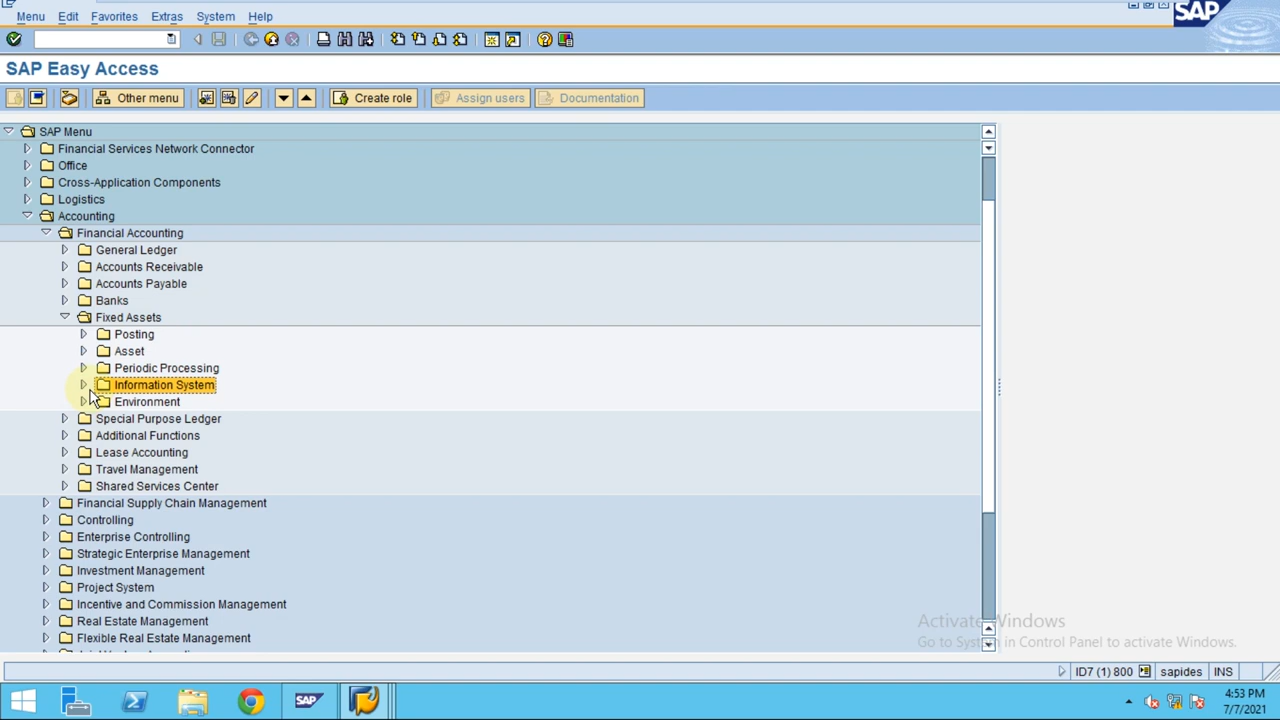 Menu Edit Favorites Extras System Help
SAP
SAP Easy Access
Other menu Create role Assign users Documentation
SAP Menu
Financial Services Network Connector
Office
Cross-Application Components
Logistics
Accounting
Financial Accounting
General Ledger
Accounts Receivable
Accounts Payable
Banks
Fixed Assets
Posting
Asset
Periodic Processing
Information System
Environment
Special Purpose Ledger
Additional Functions
Lease Accounting
Travel Management
Shared Services Center
Financial Supply Chain Management
Controlling
Enterprise Controlling
Strategic Enterprise Management
Investment Management
Project System
Incentive and Commission Management
Real Estate Management
Flexible Real Estate Management
Activate Windows
Go to System in Control Panel to activate Windows.
ID7 (1) 800 sapides INS
SAP
4:53 PM
7/7/2021